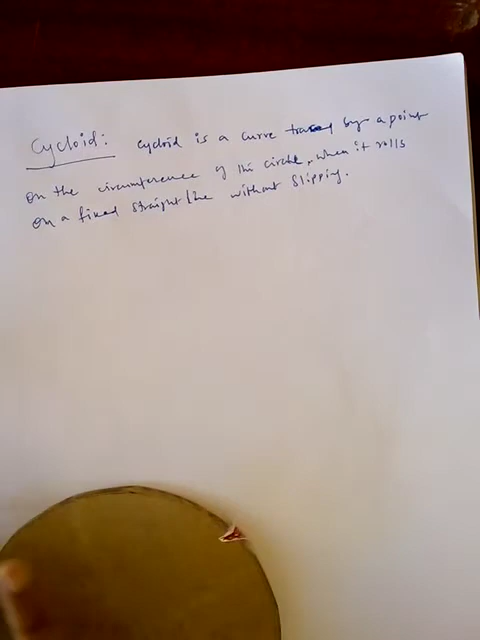 Cycloid: Cycloid is a curve traced by a point
on the circumference of the circle, when it rolls
on a fixed straight line without slipping.